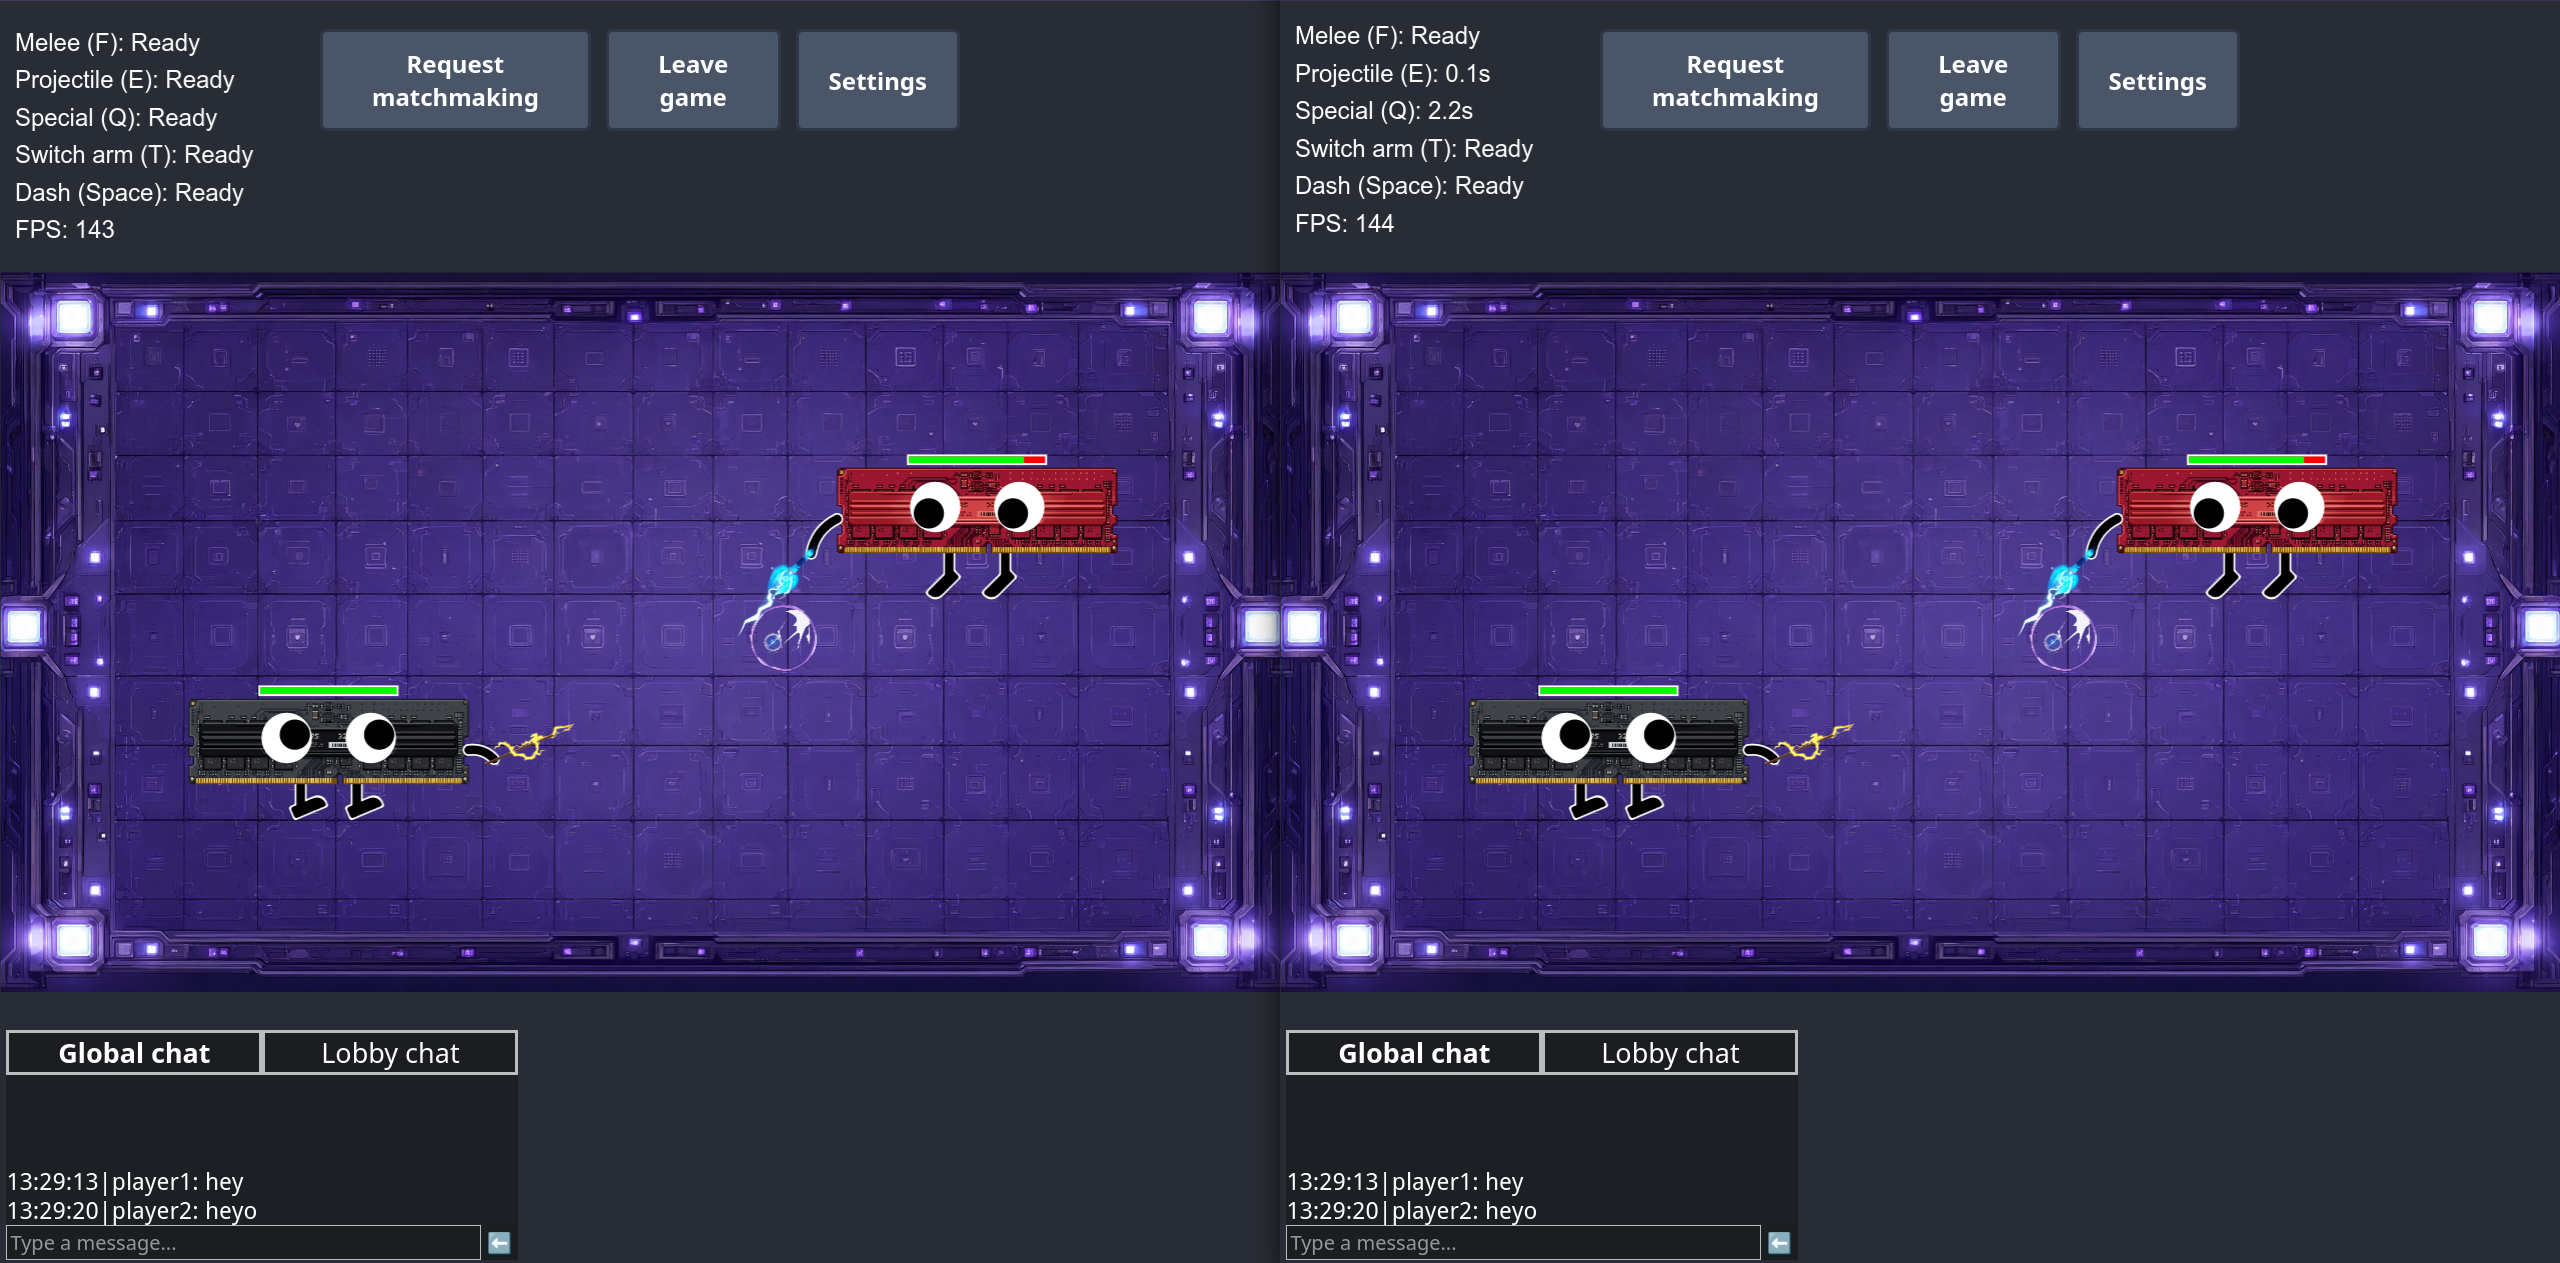 Melee (F): Ready
Projectile (E): Ready
Special (Q): Ready
Switch arm (T): Ready
Dash (Space): Ready
FPS: 143
Request
matchmaking
Leave
game
Settings
Global chat
Lobby chat
13:29:13|player1: hey
13:29:20|player2: heyo
Type a message...
Melee (F): Ready
Projectile (E): 0.1s
Special (Q): 2.2s
Switch arm (T): Ready
Dash (Space): Ready
FPS: 144
Request
matchmaking
Leave
game
Settings
Global chat
Lobby chat
13:29:13|player1: hey
13:29:20|player2: heyo
Type a message...